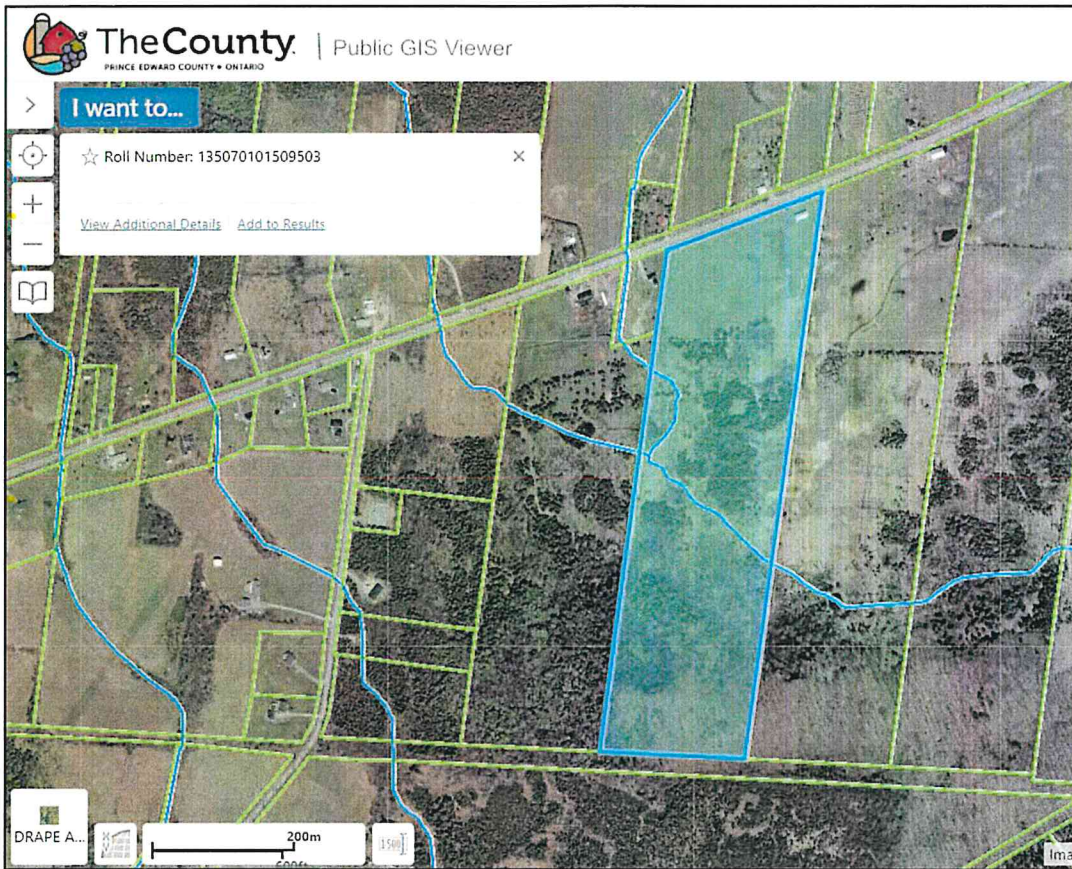 TheCounty. | Public GIS Viewer
PRINCE EDWARD COUNTY • ONTARIO
I want to...
☆ Roll Number: 135070101509503 ×
View Additional Details Add to Results
DRAPE A...
200m
600ft
Ima